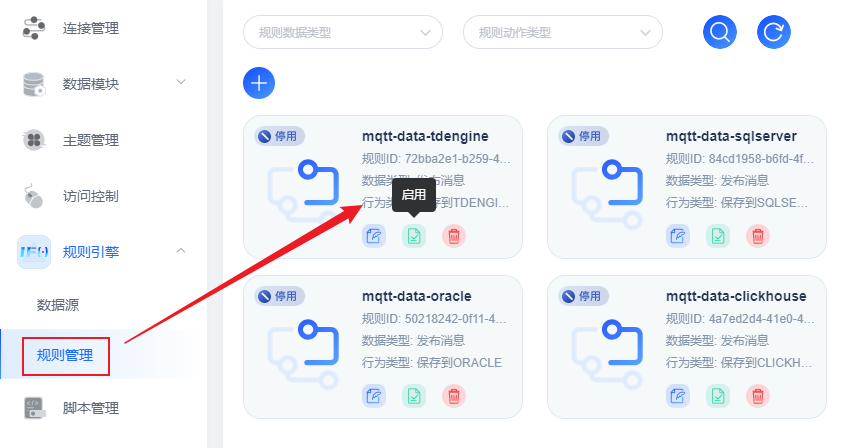 连接管理
数据模块
主题管理
访问控制
IF(·)
规则引擎
数据源
规则管理
脚本管理
规则数据类型
规则动作类型
停用
mqtt-data-tdengine
规则ID: 72bba2e1-b259-4...
数据类型: 发布消息
行为类 保存到TDENGI...
启用
停用
mqtt-data-sqlserver
规则ID: 84cd1958-b6fd-4f...
数据类型: 发布消息
行为类型: 保存到SQLSE...
停用
mqtt-data-oracle
规则ID: 50218242-0f11-4...
数据类型: 发布消息
行为类型: 保存到ORACLE
停用
mqtt-data-clickhouse
规则ID: 4a7ed2d4-41e0-4...
数据类型: 发布消息
行为类型: 保存到CLICKH...